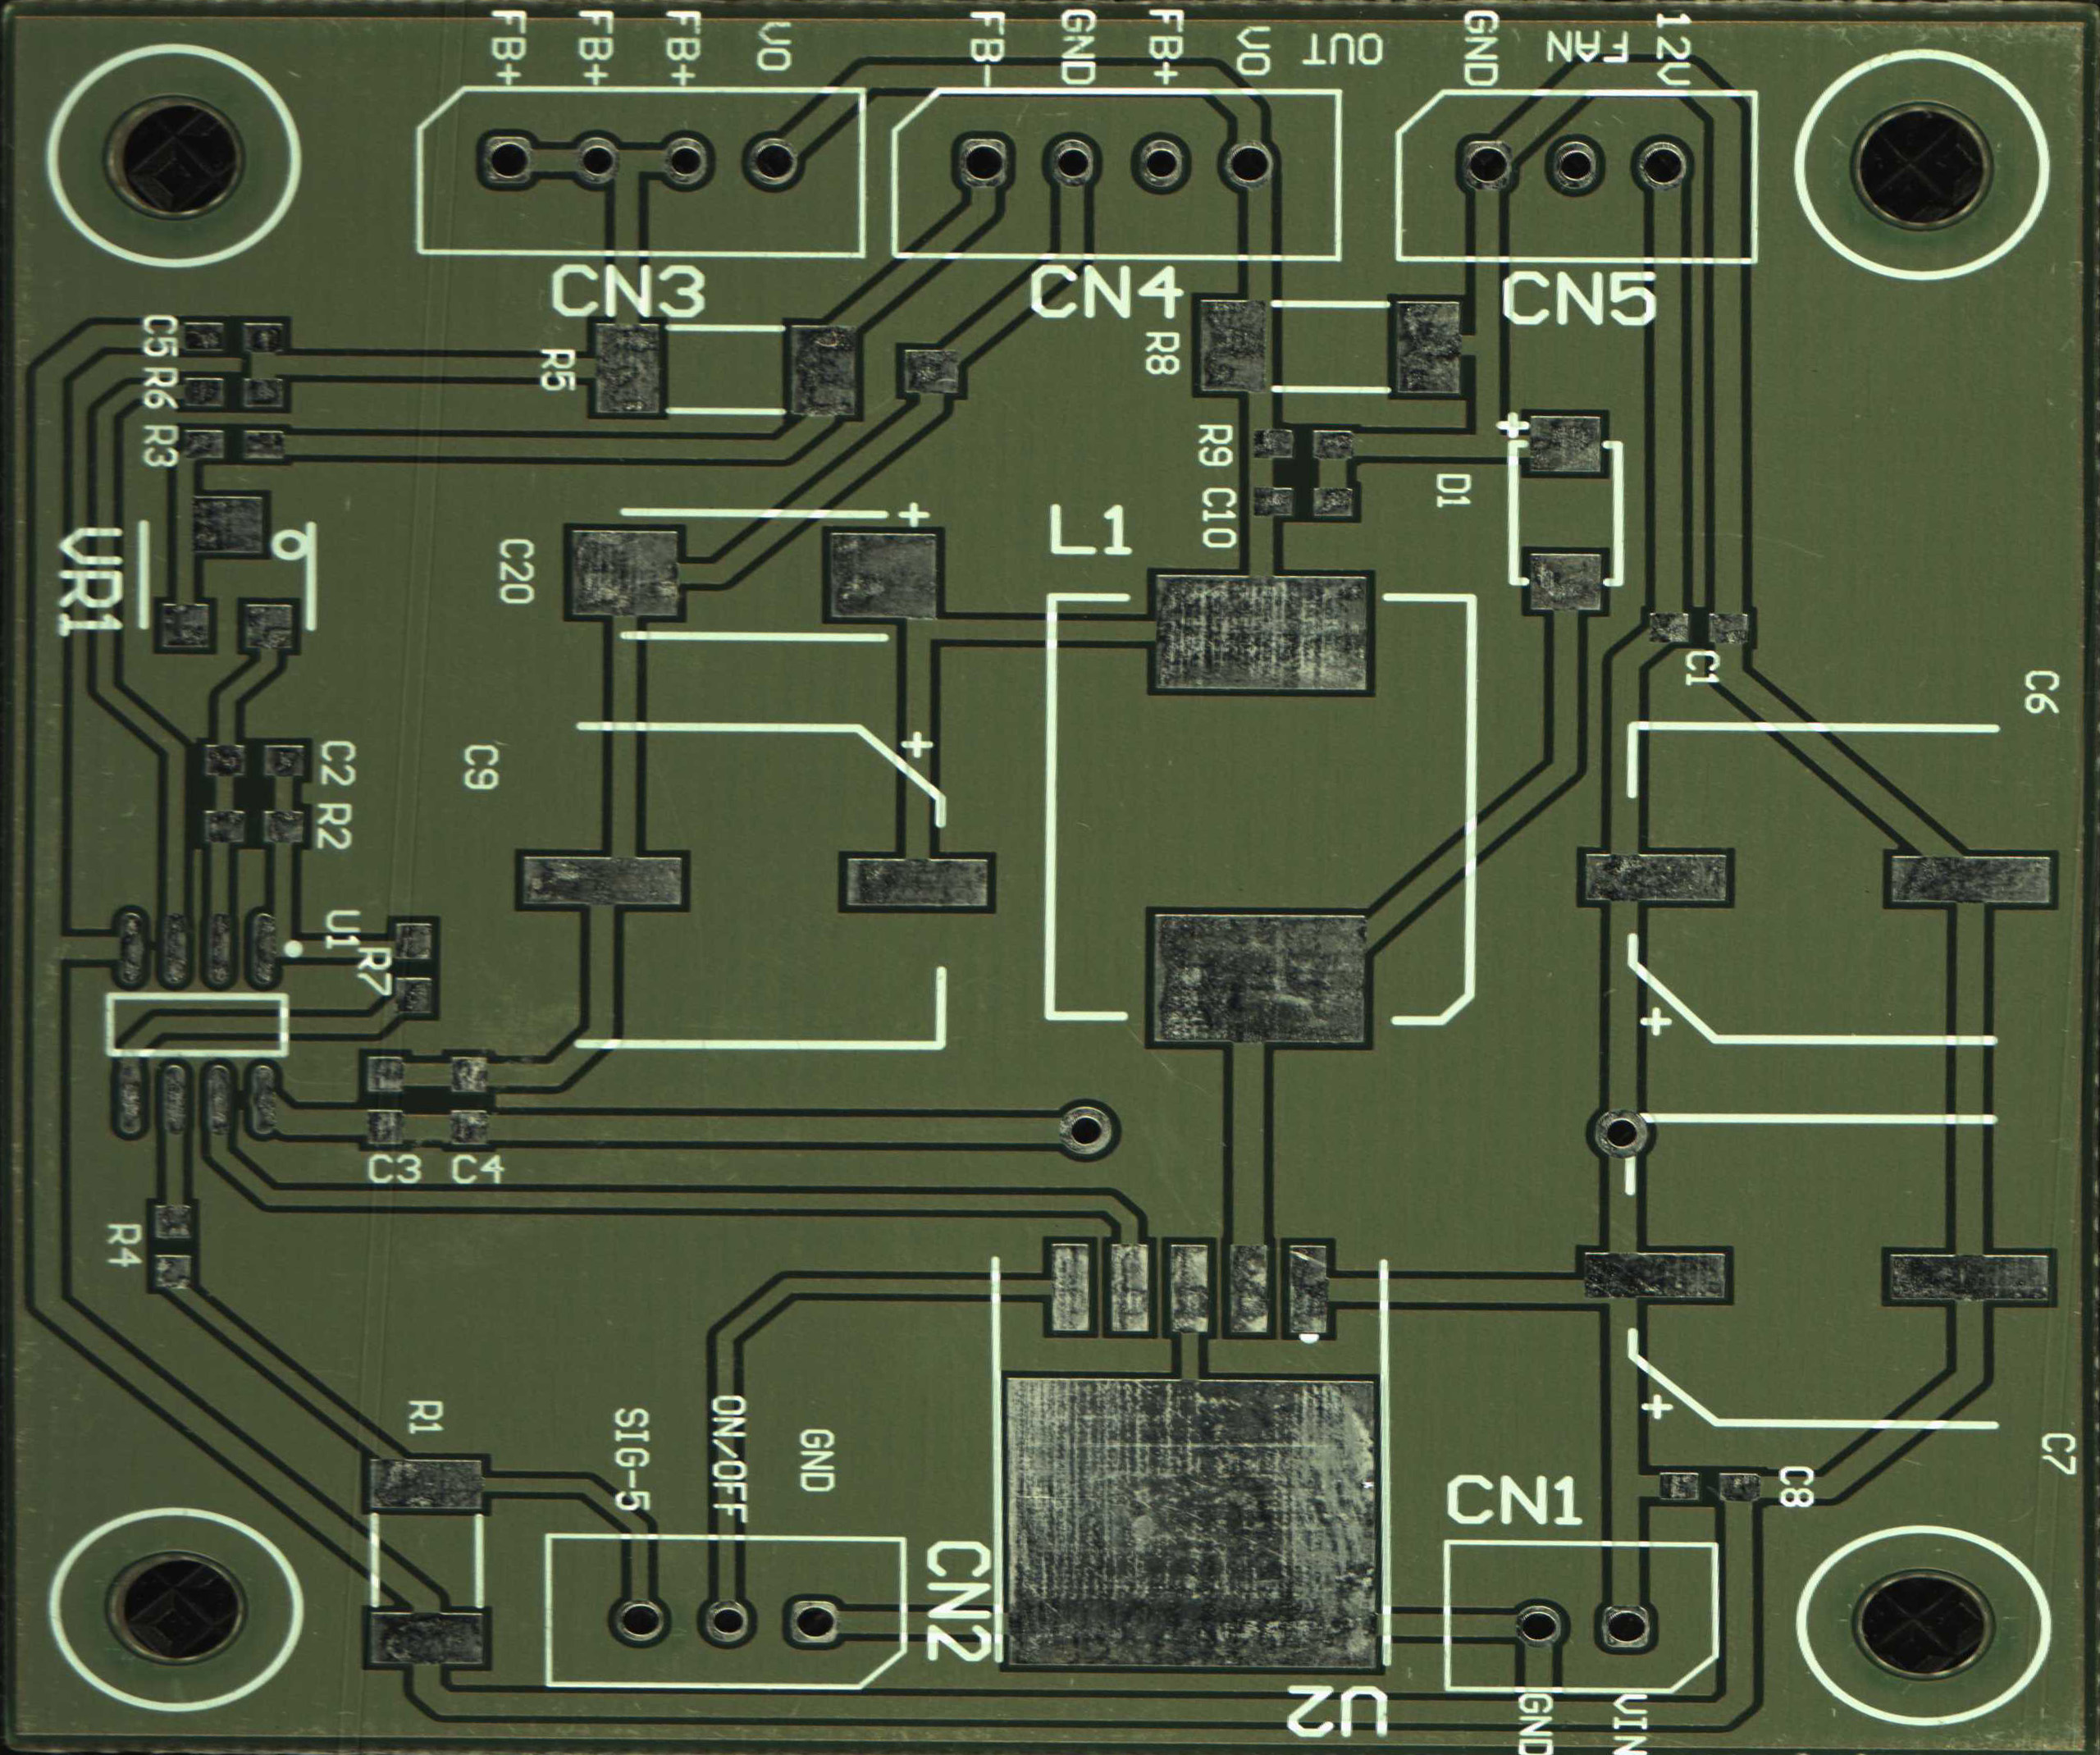 FB+
FB+
FB+
VO
FB-
GND
FB+
VO
OUT
GND
FAN
12V
CN3
CN4
CN5
C5
R6
R3
R5
R8
R9
C10
D1
VR1
C20
L1
C1
C6
C2
R2
C9
U1
R7
C3
C4
R4
R1
SIG-5
ON/OFF
GND
CN2
CN1
C8
C7
U2
GND
VIN